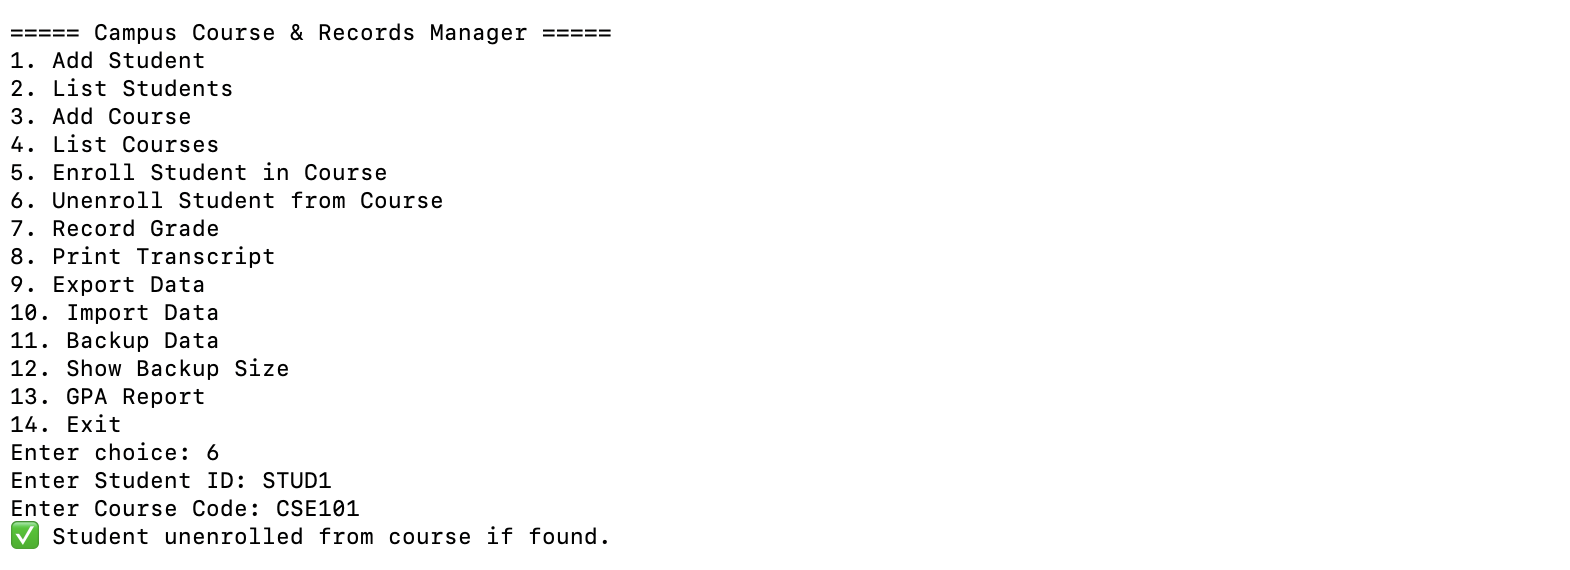 ===== Campus Course & Records Manager =====
1. Add Student
2. List Students
3. Add Course
4. List Courses
5. Enroll Student in Course
6. Unenroll Student from Course
7. Record Grade
8. Print Transcript
9. Export Data
10. Import Data
11. Backup Data
12. Show Backup Size
13. GPA Report
14. Exit
Enter choice: 6
Enter Student ID: STUD1
Enter Course Code: CSE101
✅ Student unenrolled from course if found.